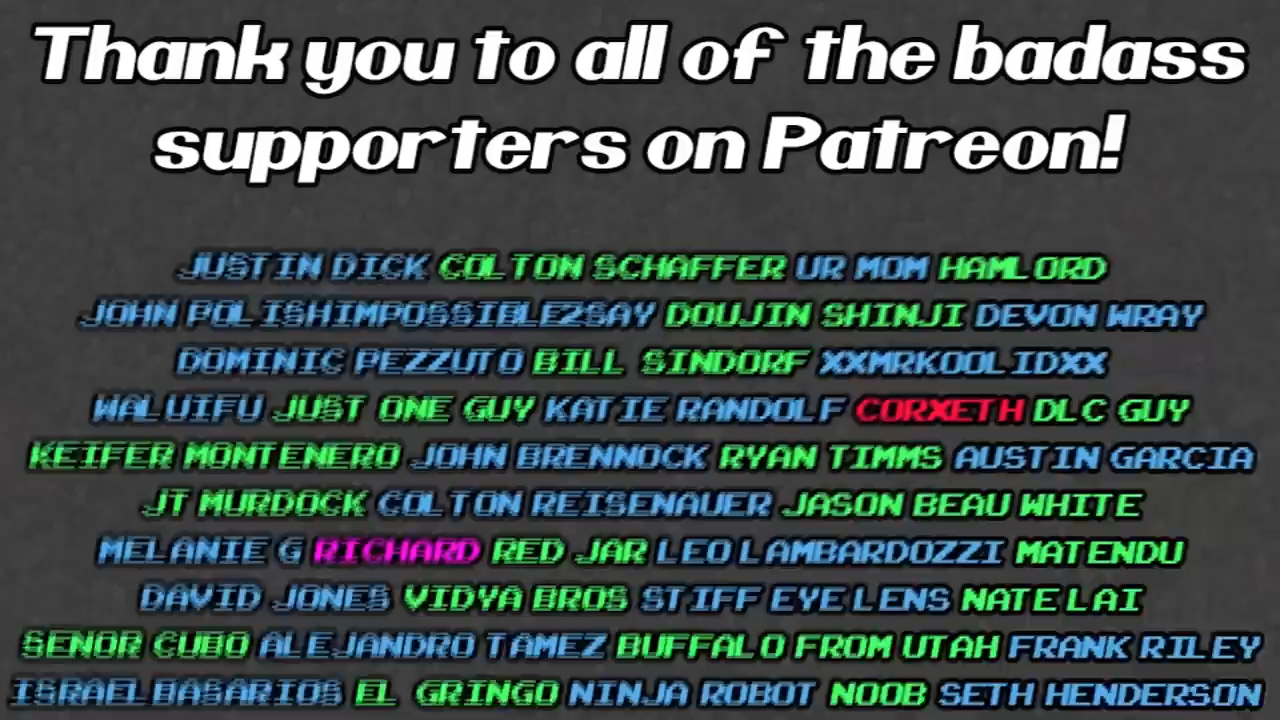 Thank you to all of the badass
supporters on Patreon!
JUSTIN DICK COLTON SCHAFFER UR MOM HAMLORD
JOHN POLISHIMPOSSIBLE2SAY DOUJIN SHINJI DEVON WRAY
DOMINIC PEZZUTO BILL SINDORF XXMRKOOLIDXX
WALUIFU JUST ONE GUY KATIE RANDOLF CORXETH DLC GUY
KEIFER MONTENERO JOHN BRENNOCK RYAN TIMMS AUSTIN GARCIA
JT MURDOCK COLTON REISENAUER JASON BEAU WHITE
MELANIE G RICHARD RED JAR LEO LAMBARDOZZI MATENDU
DAVID JONES VIDYA BROS STIFF EYE LENS NATE LAI
SENOR CUBO ALEJANDRO TAMEZ BUFFALO FROM UTAH FRANK RILEY
ISRAEL BASARIOS EL GRINGO NINJA ROBOT NOOB SETH HENDERSON